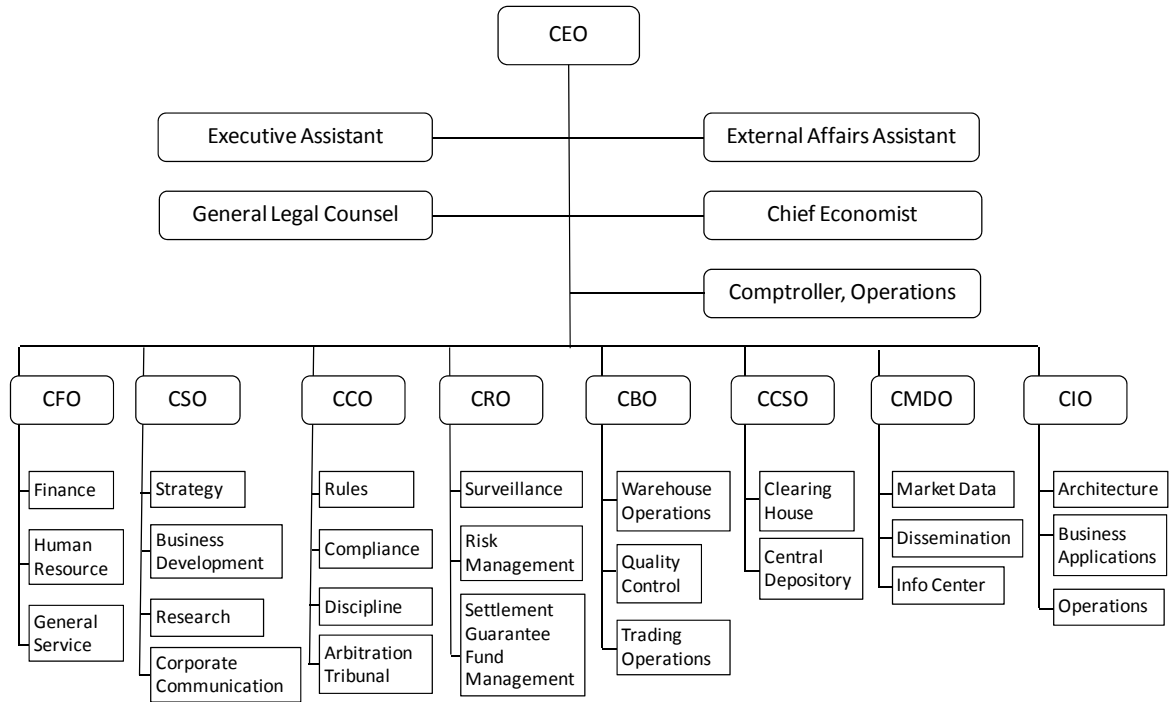 CEO
Executive Assistant
External Affairs Assistant
General Legal Counsel
Chief Economist
Comptroller, Operations
CFO
CSO
CCO
CRO
CBO
CCSO
CMDO
CIO
Finance
Human
Resource
General
Service
Strategy
Business
Development
Research
Corporate
Communication
Rules
Compliance
Discipline
Arbitration
Tribunal
Surveillance
Risk
Management
Settlement
Guarantee
Fund
Management
Warehouse
Operations
Quality
Control
Trading
Operations
Clearing
House
Central
Depository
Market Data
Dissemination
Info Center
Architecture
Business
Applications
Operations